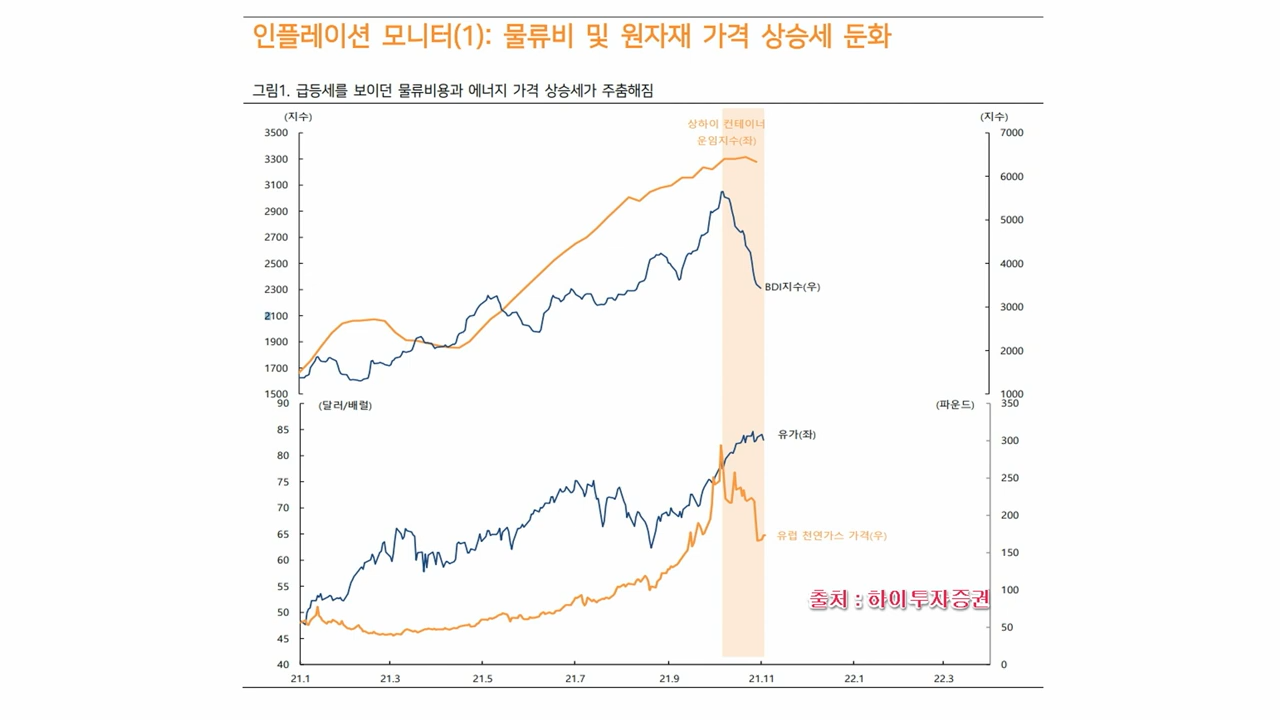 인플레이션 모니터(1): 물류비 및 원자재 가격 상승세 둔화
그림1. 급등세를 보이던 물류비용과 에너지 가격 상승세가 주춤해짐
(지수)
(지수)
상하이 컨테이너
운임지수(좌)
3500
3300
3100
2900
2700
2500
2300
2100
1900
1700
1500
7000
6000
5000
4000
3000
2000
1000
BDI지수(우)
(달러/배럴)
(파운드)
90
85
80
75
70
65
60
55
50
45
40
350
300
250
200
150
100
50
0
유가(좌)
유럽 천연가스 가격(우)
출처 : 하이투자증권
21.1 21.3 21.5 21.7 21.9 21.11 22.1 22.3